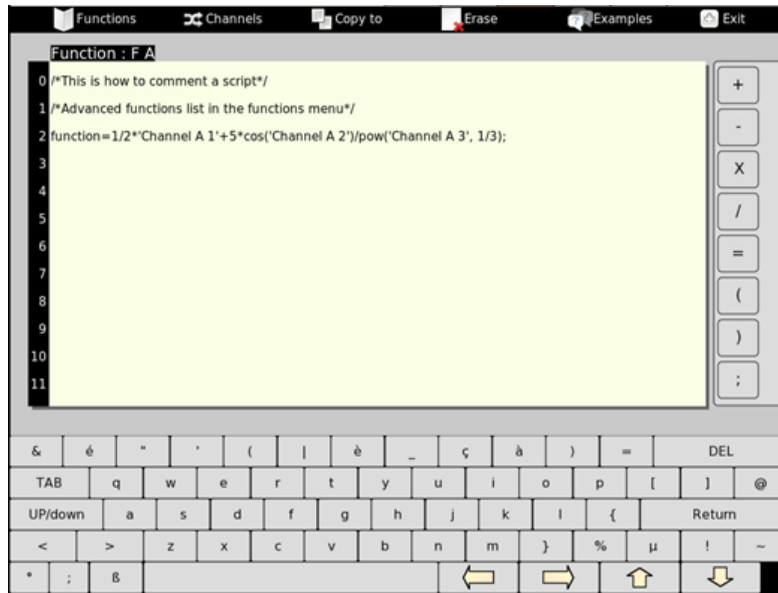 Functions Channels Copy to Erase Examples Exit
Function : F A
0 /*This is how to comment a script*/
1 /*Advanced functions list in the functions menu*/
2 function=1/2*'Channel A 1'+5*cos('Channel A 2')/pow('Channel A 3', 1/3);
3
4
5
6
7
8
9
10
11
+
-
X
/
=
(
)
;
& é " ' ( | è _ ç à ) = DEL
TAB q w e r t y u i o p [ ] @
UP/down a s d f g h j k l { Return
< > z x c v b n m } % µ ! ~
° ; ß